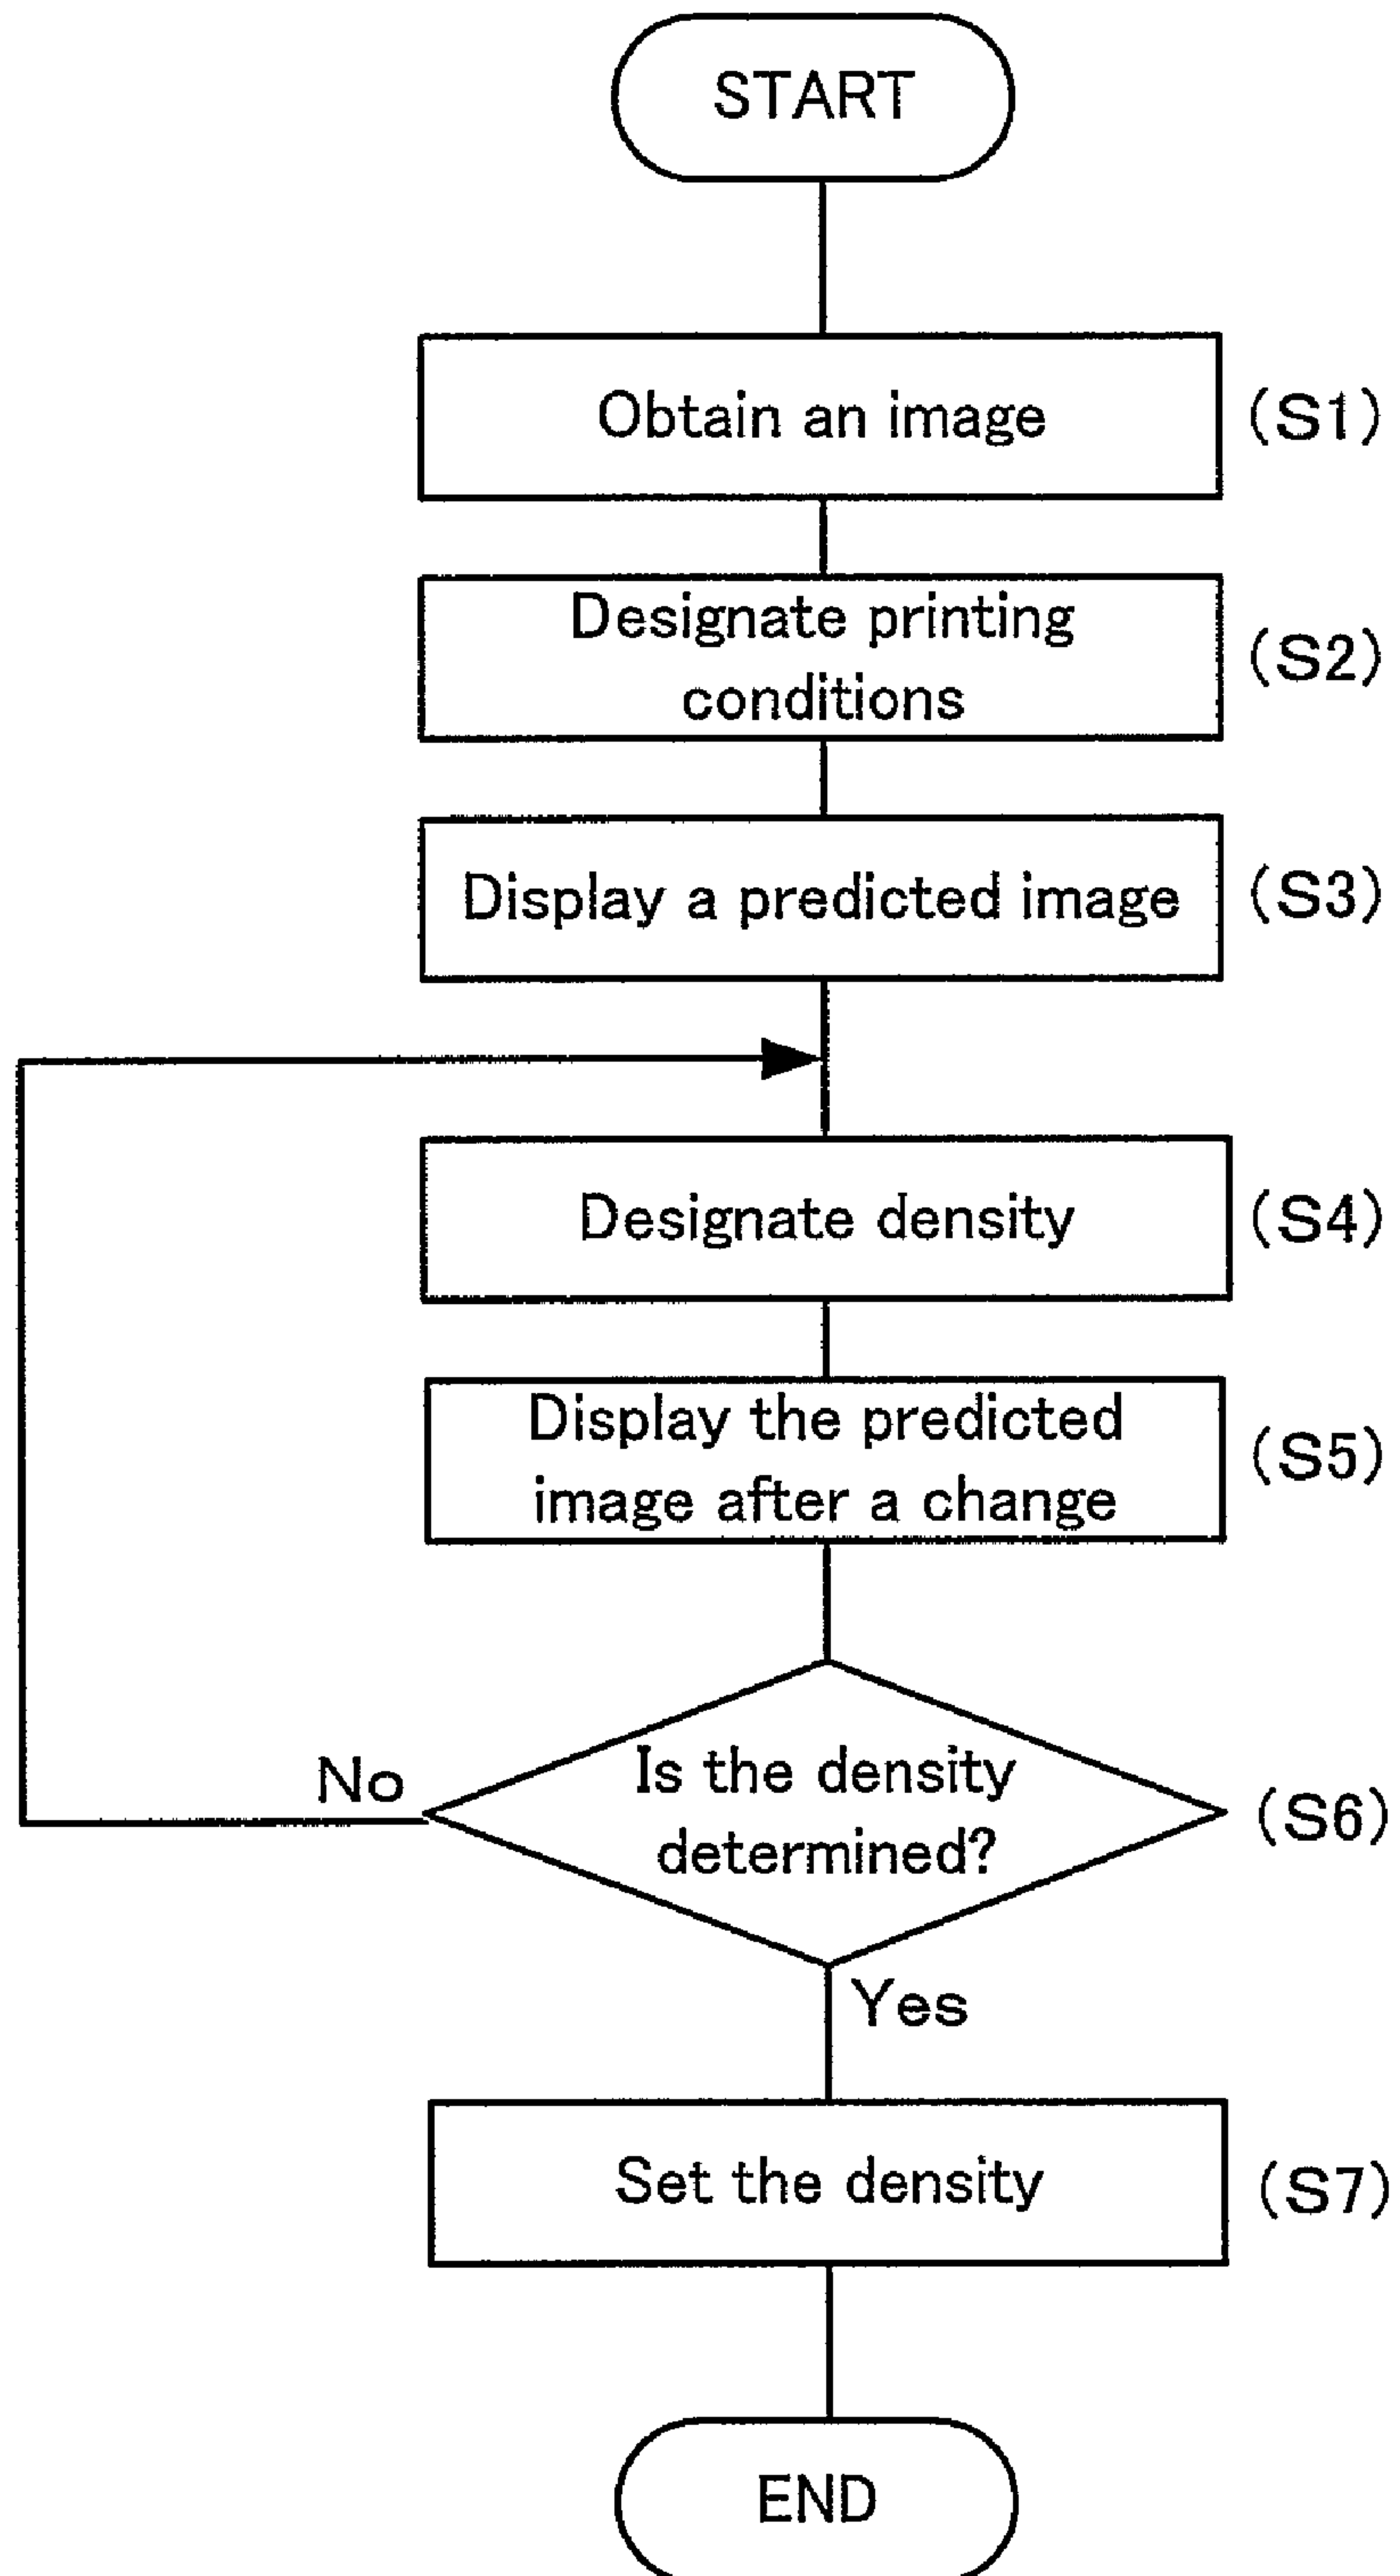 START
Obtain an image
(S1)
Designate printing
conditions
(S2)
Display a predicted image
(S3)
Designate density
(S4)
Display the predicted
image after a change
(S5)
Is the density
determined?
(S6)
No
Yes
Set the density
(S7)
END